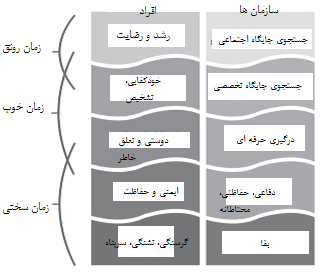 سازمان ها
افراد
جستجوی جایگاه اجتماعی و
رشد و رضایت
زمان رونق
جستجوی جایگاه تخصصی
خودکفایی،
تشخیص
زمان خوب
درگیری حرفه ای
دوستی و تعلق
خاطر
دفاعی، حفاظتی،
محتاطانه
ایمنی و حفاظت
زمان سختی
بقا
گرسنگی، تشنگی، سرپناه